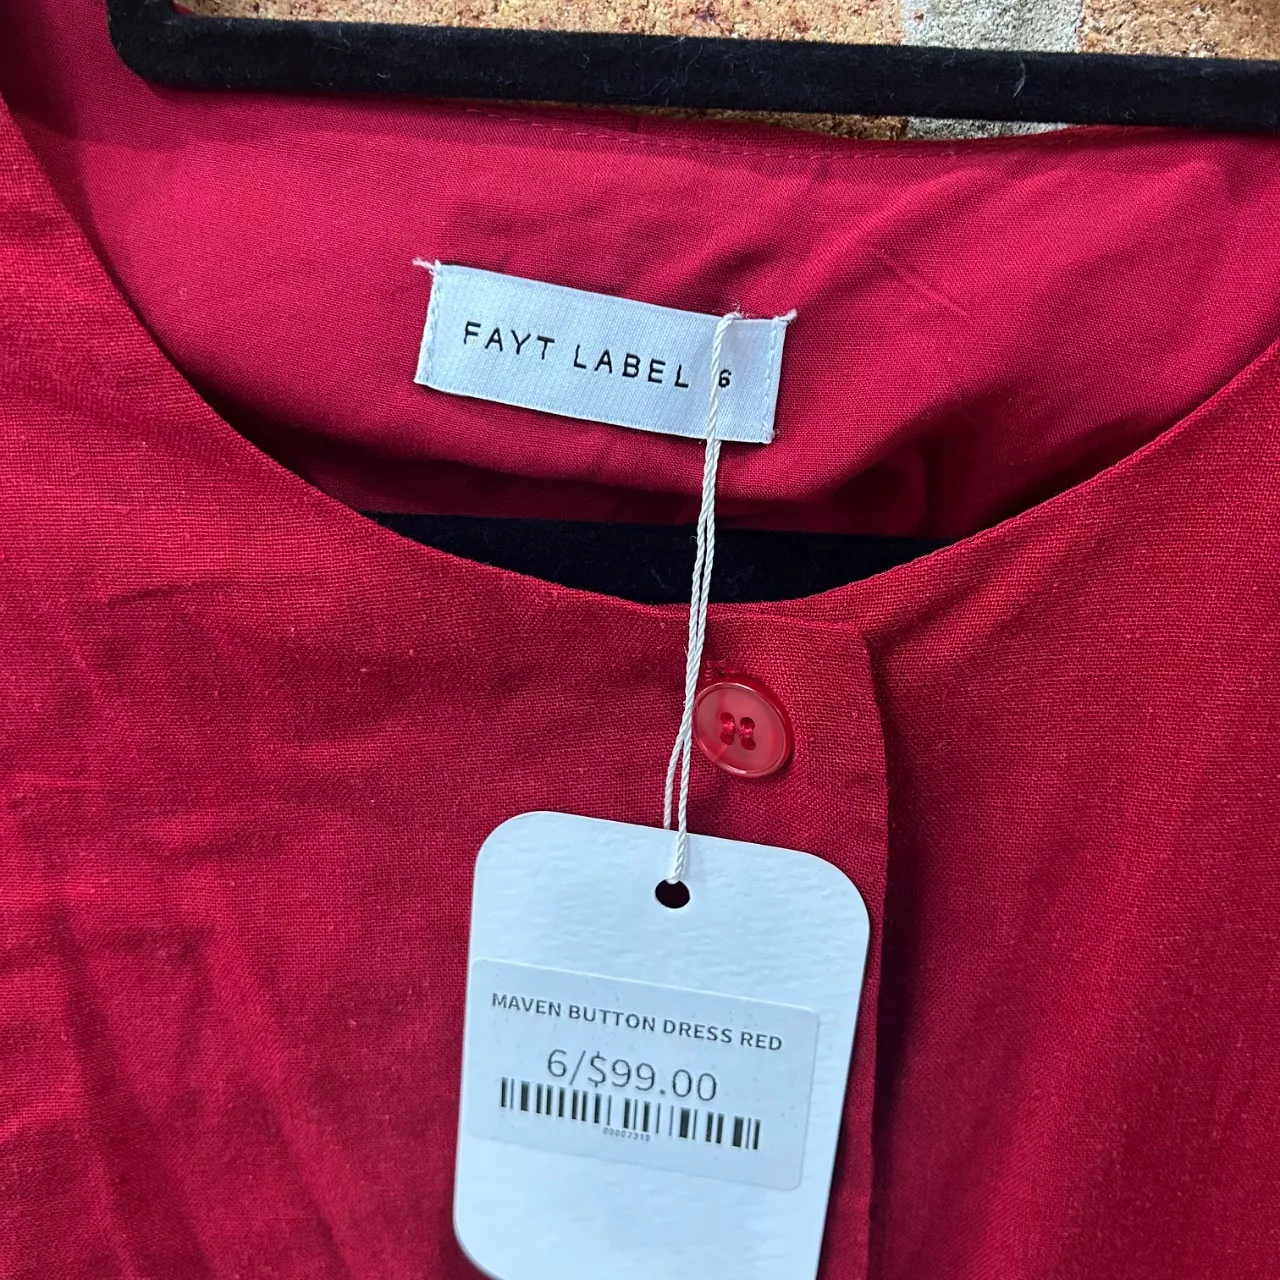 FAYT LABEL 6
MAVEN BUTTON DRESS RED
6/$99.00